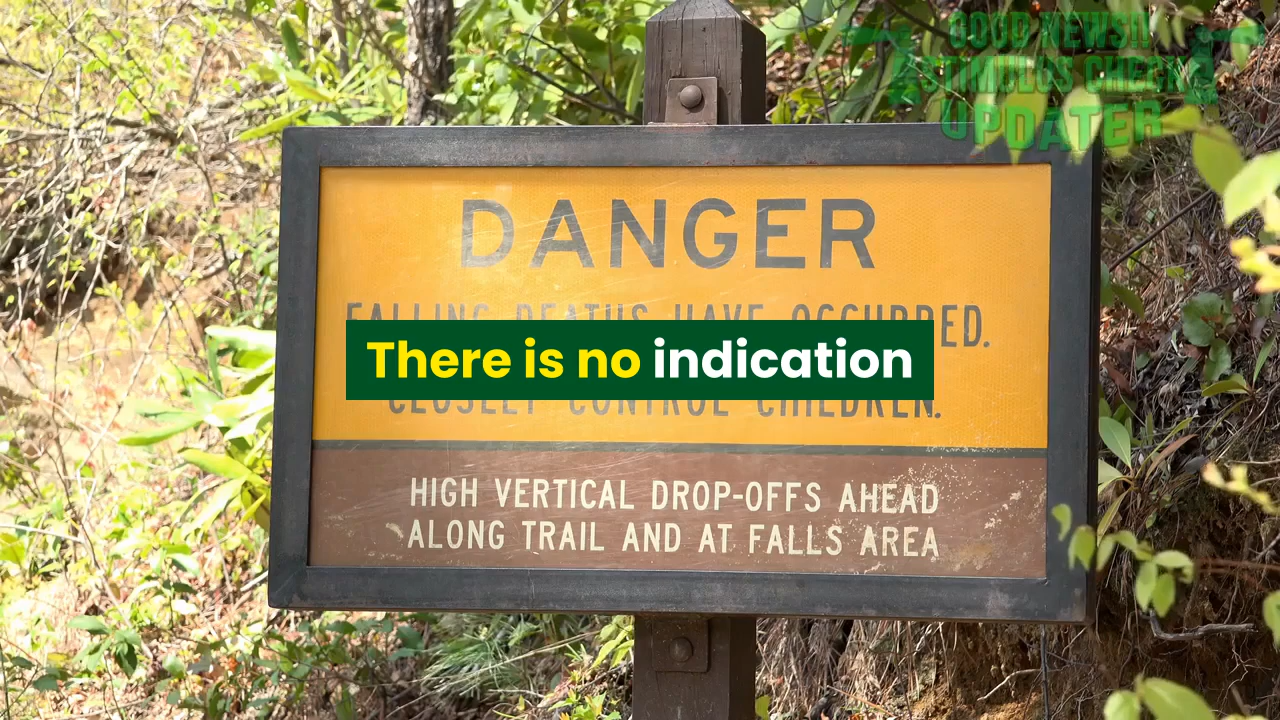 GOOD NEWS!!
STIMULUS CHECK
UPDATER
DANGER
FALLING DEATHS HAVE OCCURRED.
There is no indication
CLOSELY CONTROL CHILDREN.
HIGH VERTICAL DROP-OFFS AHEAD
ALONG TRAIL AND AT FALLS AREA